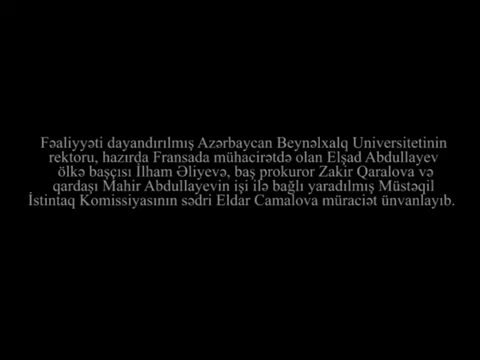 Fəaliyyəti dayandırılmış Azərbaycan Beynəlxalq Universitetinin
rektoru, hazırda Fransada mühacirətdə olan Elşad Abdullayev
ölkə başçısı İlham Əliyevə, baş prokuror Zakir Qaralova və
qardaşı Mahir Abdullayevin işi ilə bağlı yaradılmış Müstəqil
İstintaq Komissiyasının sədri Eldar Camalova müraciət ünvanlayıb.